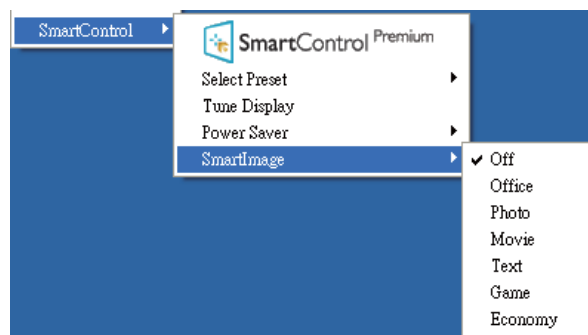 SmartControl
SmartControl Premium
Select Preset
Tune Display
Power Saver
SmartImage
Off
Office
Photo
Movie
Text
Game
Economy